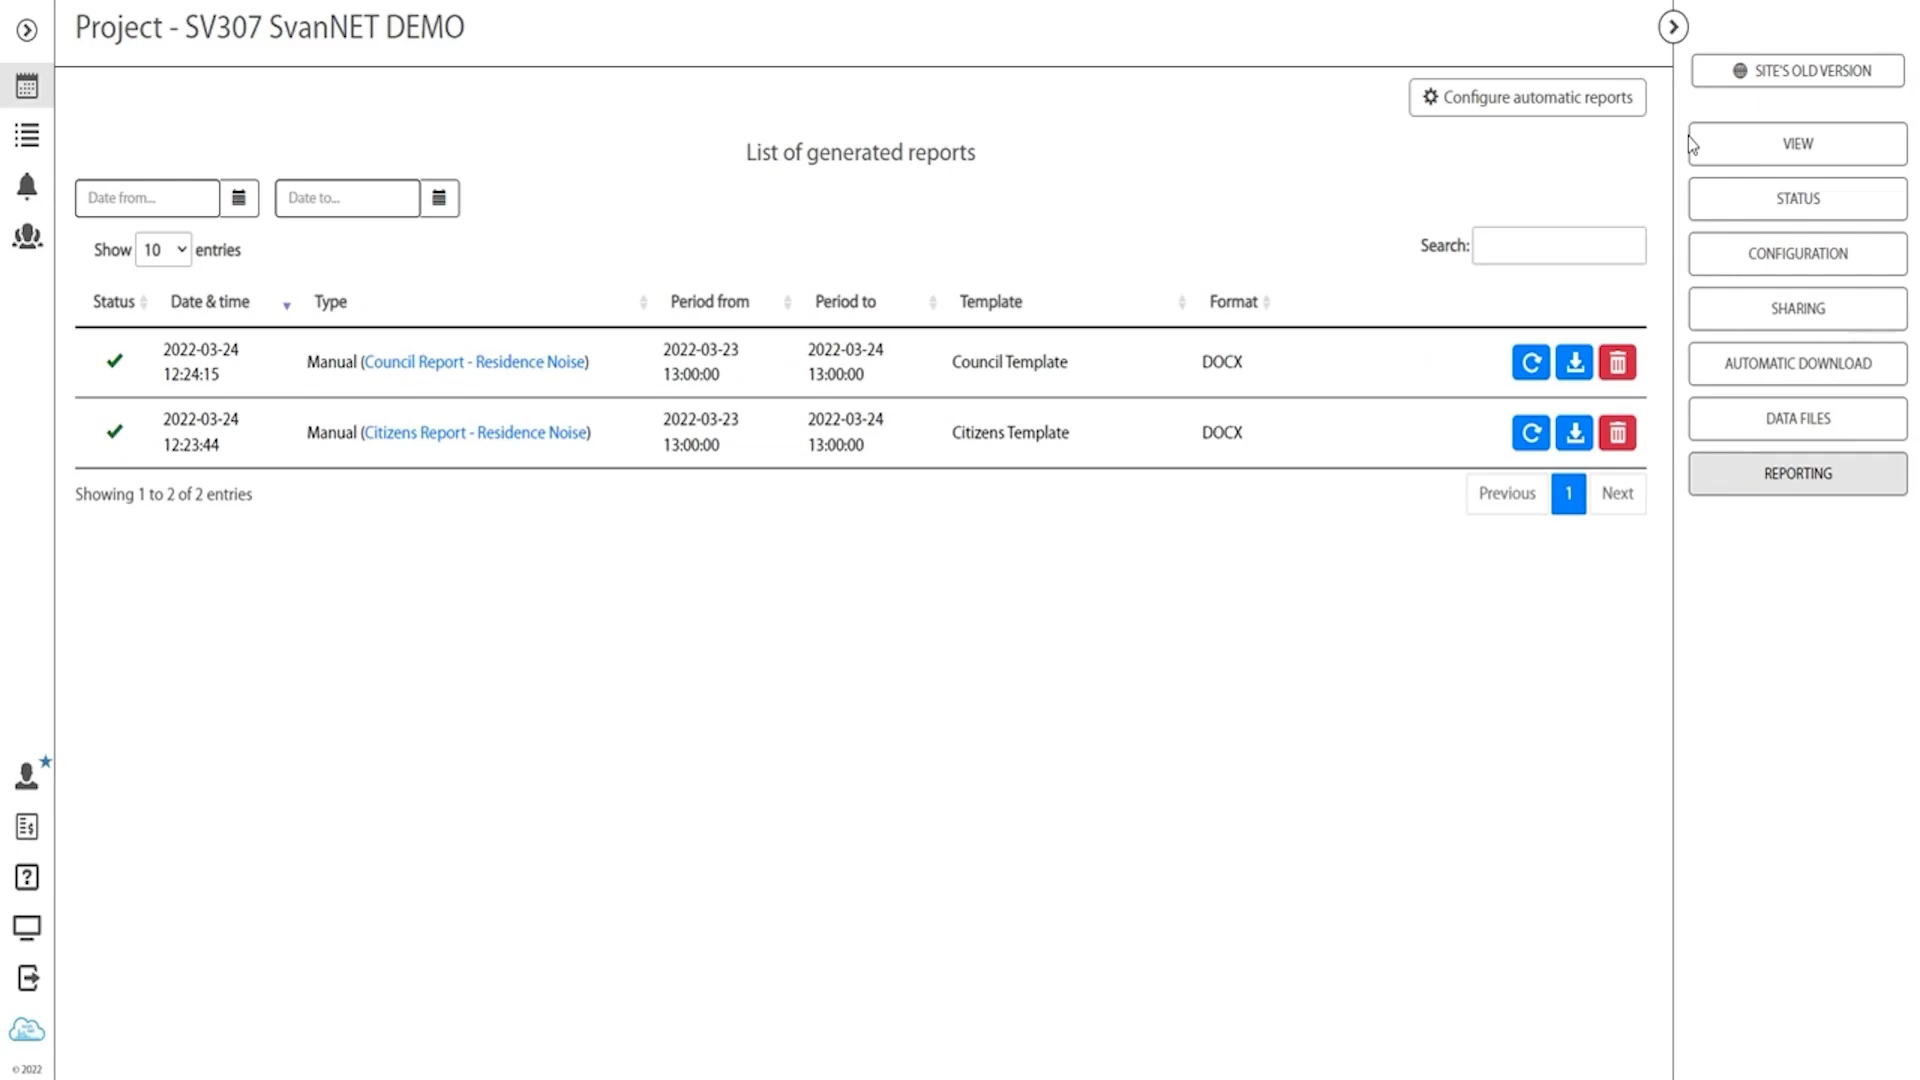 Project - SV307 SvanNET DEMO
SITE'S OLD VERSION
Configure automatic reports
VIEW
STATUS
CONFIGURATION
SHARING
AUTOMATIC DOWNLOAD
DATA FILES
REPORTING
List of generated reports
Date from...
Date to...
Show 10 entries
Search:
Status Date & time Type Period from Period to Template Format
2022-03-24 12:24:15 Manual (Council Report - Residence Noise) 2022-03-23 13:00:00 2022-03-24 13:00:00 Council Template DOCX
2022-03-24 12:23:44 Manual (Citizens Report - Residence Noise) 2022-03-23 13:00:00 2022-03-24 13:00:00 Citizens Template DOCX
Showing 1 to 2 of 2 entries
Previous 1 Next
© 2022